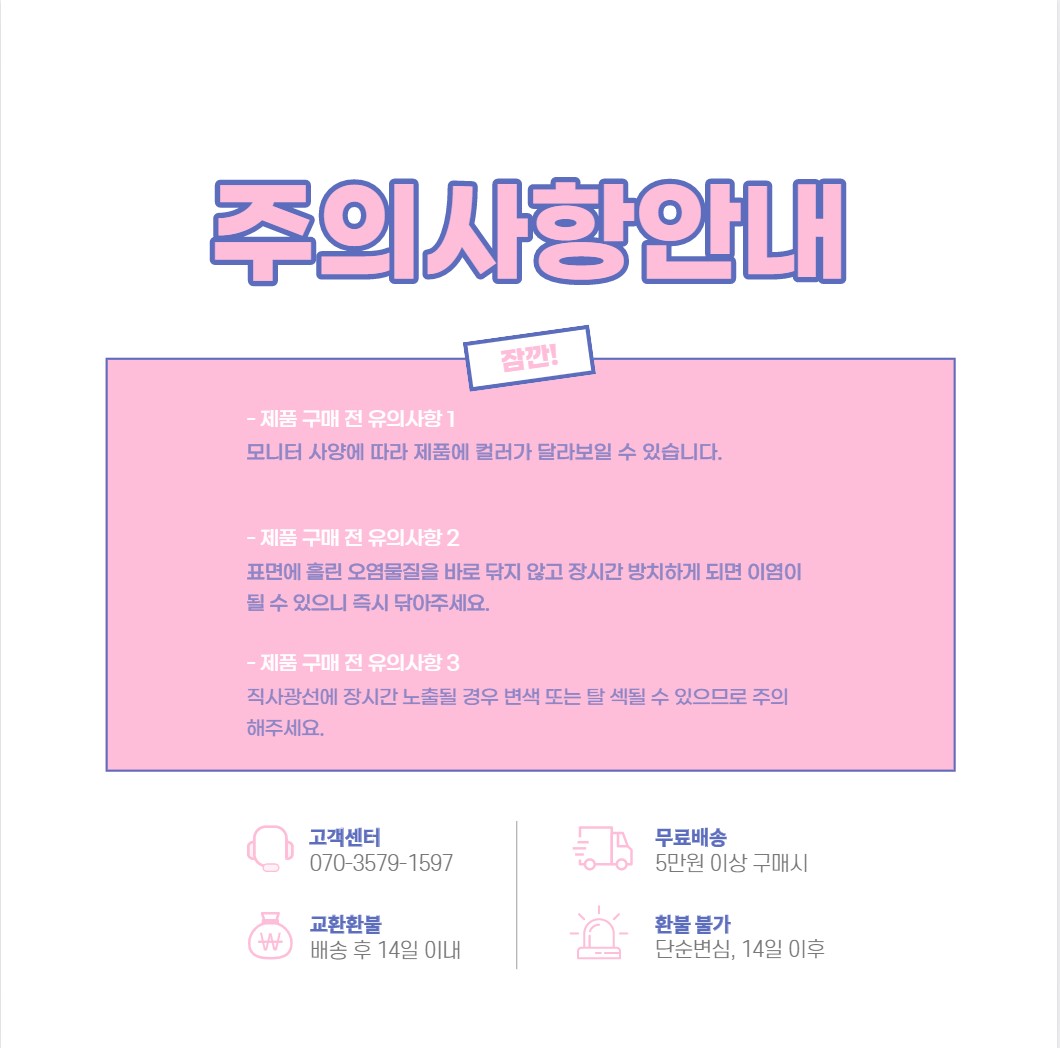 주의사항안내
잠깐!
- 제품 구매 전 유의사항 1
모니터 사양에 따라 제품에 컬러가 달라보일 수 있습니다.
- 제품 구매 전 유의사항 2
표면에 흘린 오염물질을 바로 닦지 않고 장시간 방치하게 되면 이염이
될 수 있으니 즉시 닦아주세요.
- 제품 구매 전 유의사항 3
직사광선에 장시간 노출될 경우 변색 또는 탈 섹될 수 있으므로 주의
해주세요.
고객센터
070-3579-1597
무료배송
5만원 이상 구매시
₩
교환환불
배송 후 14일 이내
환불 불가
단순변심, 14일 이후